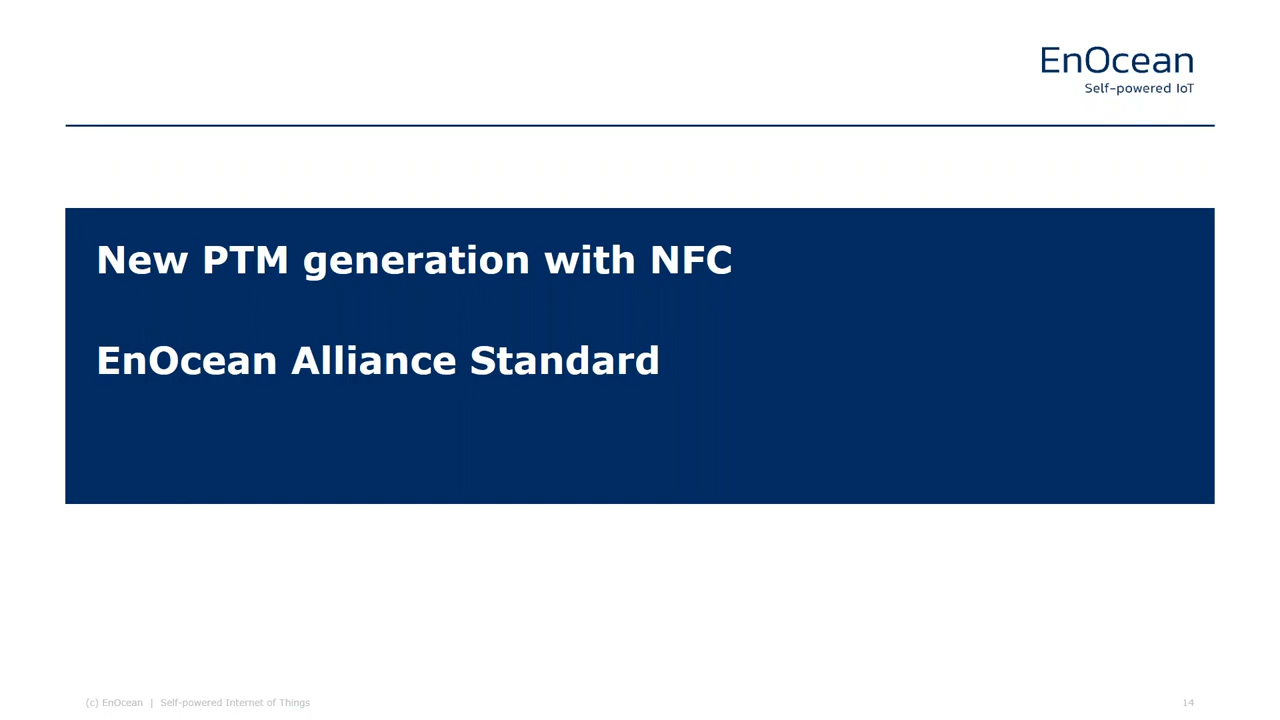 EnOcean
Self-powered IoT
New PTM generation with NFC
EnOcean Alliance Standard
(c) EnOcean | Self-powered Internet of Things
14